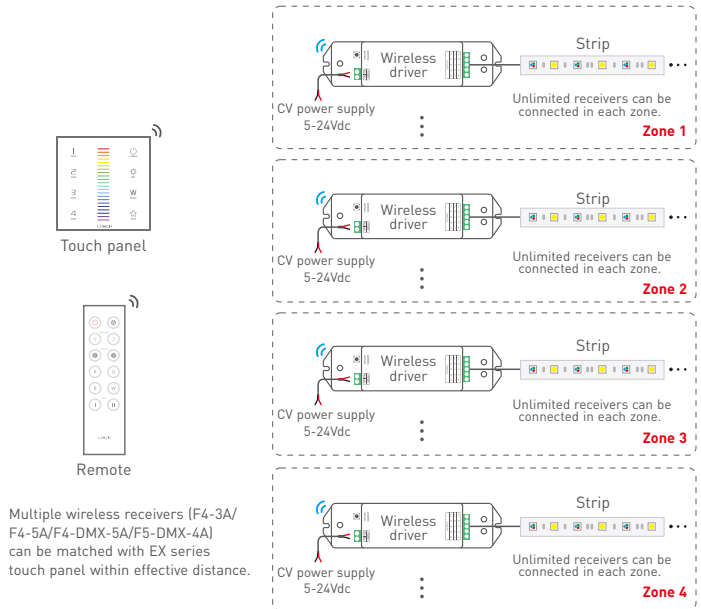 1
2
3
4
W
LTECH
Touch panel
Remote
Multiple wireless receivers (F4-3A/
F4-5A/F4-DMX-5A/F5-DMX-4A)
can be matched with EX series
touch panel within effective distance.
Wireless
driver
Strip
CV power supply
5-24Vdc
Unlimited receivers can be
connected in each zone.
Zone 1
Wireless
driver
Strip
CV power supply
5-24Vdc
Unlimited receivers can be
connected in each zone.
Zone 2
Wireless
driver
Strip
CV power supply
5-24Vdc
Unlimited receivers can be
connected in each zone.
Zone 3
Wireless
driver
Strip
CV power supply
5-24Vdc
Unlimited receivers can be
connected in each zone.
Zone 4